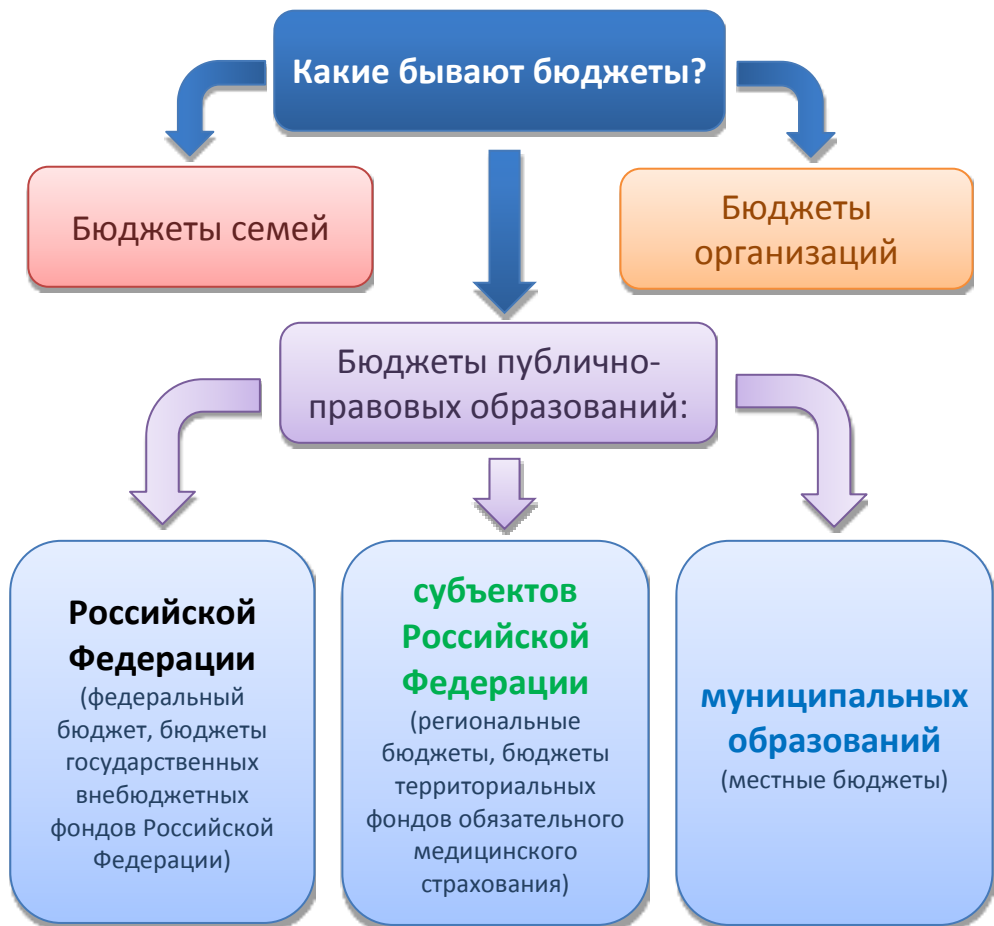 Какие бывают бюджеты?
Бюджеты семей
Бюджеты
организаций
Бюджеты публично-
правовых образований:
Российской
Федерации
(федеральный
бюджет, бюджеты
государственных
внебюджетных
фондов Российской
Федерации)
субъектов
Российской
Федерации
(региональные
бюджеты, бюджеты
территориальных
фондов обязательного
медицинского
страхования)
муниципальных
образований
(местные бюджеты)